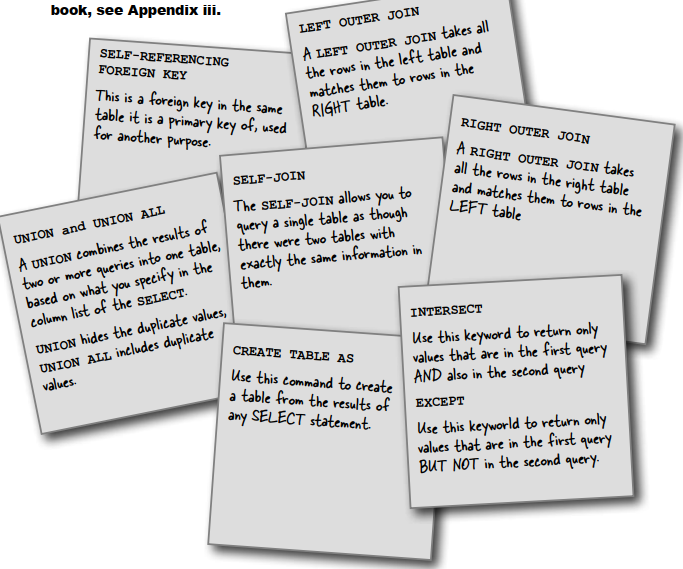 book, see Appendix iii.
SELF-REFERENCING
FOREIGN KEY
This is a foreign key in the same
table it is a primary key of, used
for another purpose.
LEFT OUTER JOIN
A LEFT OUTER JOIN takes all
the rows in the left table and
matches them to rows in the
RIGHT table.
RIGHT OUTER JOIN
A RIGHT OUTER JOIN takes
all the rows in the right table
and matches them to rows in the
LEFT table
SELF-JOIN
The SELF-JOIN allows you to
query a single table as though
there were two tables with
exactly the same information in
them.
UNION and UNION ALL
A UNION combines the results of
two or more queries into one table,
based on what you specify in the
column list of the SELECT.
UNION hides the duplicate values,
UNION ALL includes duplicate
values.
CREATE TABLE AS
Use this command to create
a table from the results of
any SELECT statement.
INTERSECT
Use this keyword to return only
values that are in the first query
AND also in the second query
EXCEPT
Use this keyworld to return only
values that are in the first query
BUT NOT in the second query.